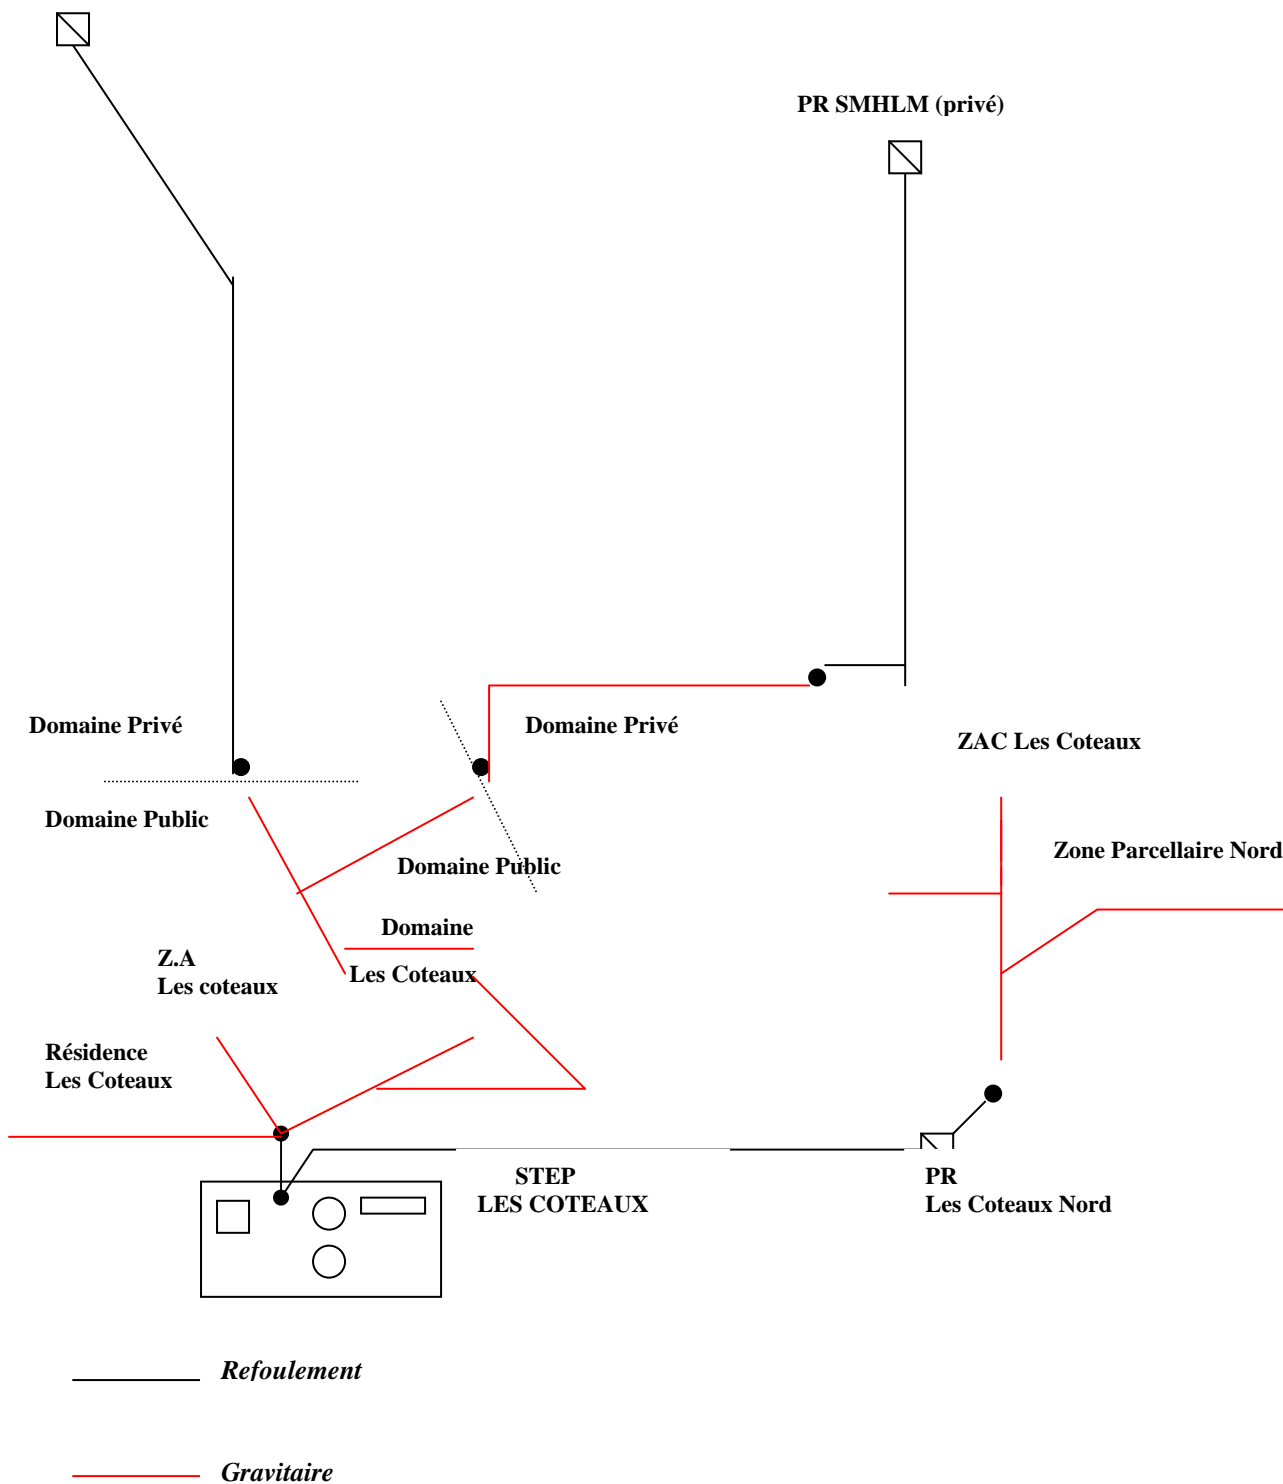 PR SMHLM (privé)
Domaine Privé
Domaine Privé
ZAC Les Coteaux
Domaine Public
Zone Parcellaire Nord
Domaine Public
Domaine
Les Coteaux
Z.A
Les coteaux
Résidence
Les Coteaux
STEP
LES COTEAUX
PR
Les Coteaux Nord
Refoulement
Gravitaire